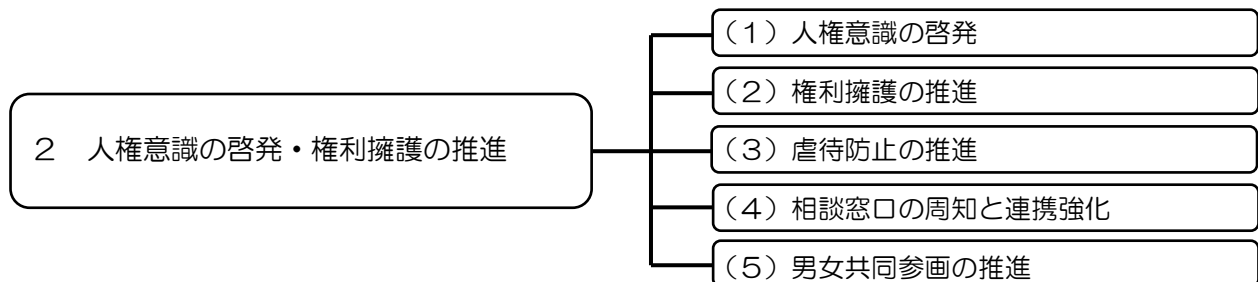 ２　人権意識の啓発・権利擁護の推進
（１）人権意識の啓発
（２）権利擁護の推進
（３）虐待防止の推進
（４）相談窓口の周知と連携強化
（５）男女共同参画の推進